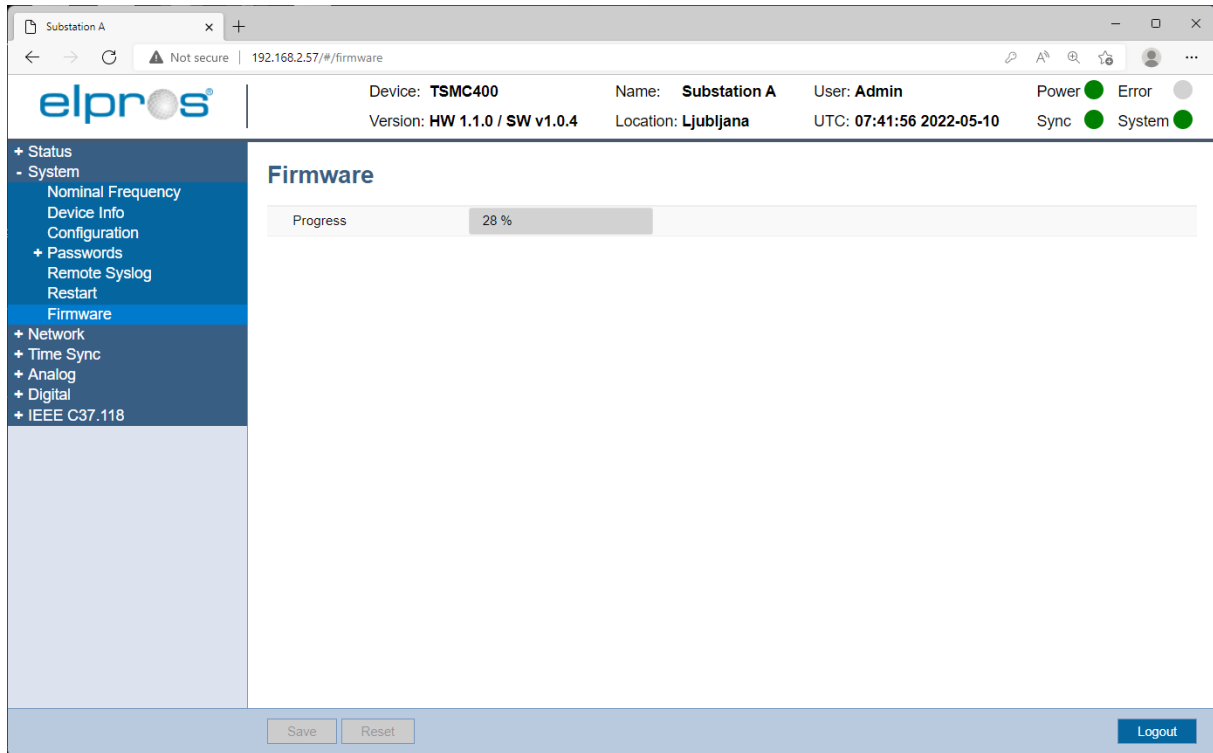 Substation A
Not secure 192.168.2.57/#/firmware
elpros
Device: TSMC400 Name: Substation A User: Admin Power Error
Version: HW 1.1.0 / SW v1.0.4 Location: Ljubljana UTC: 07:41:56 2022-05-10 Sync System
+ Status
- System
Nominal Frequency
Device Info
Configuration
+ Passwords
Remote Syslog
Restart
Firmware
+ Network
+ Time Sync
+ Analog
+ Digital
+ IEEE C37.118
Firmware
Progress 28 %
Save Reset Logout